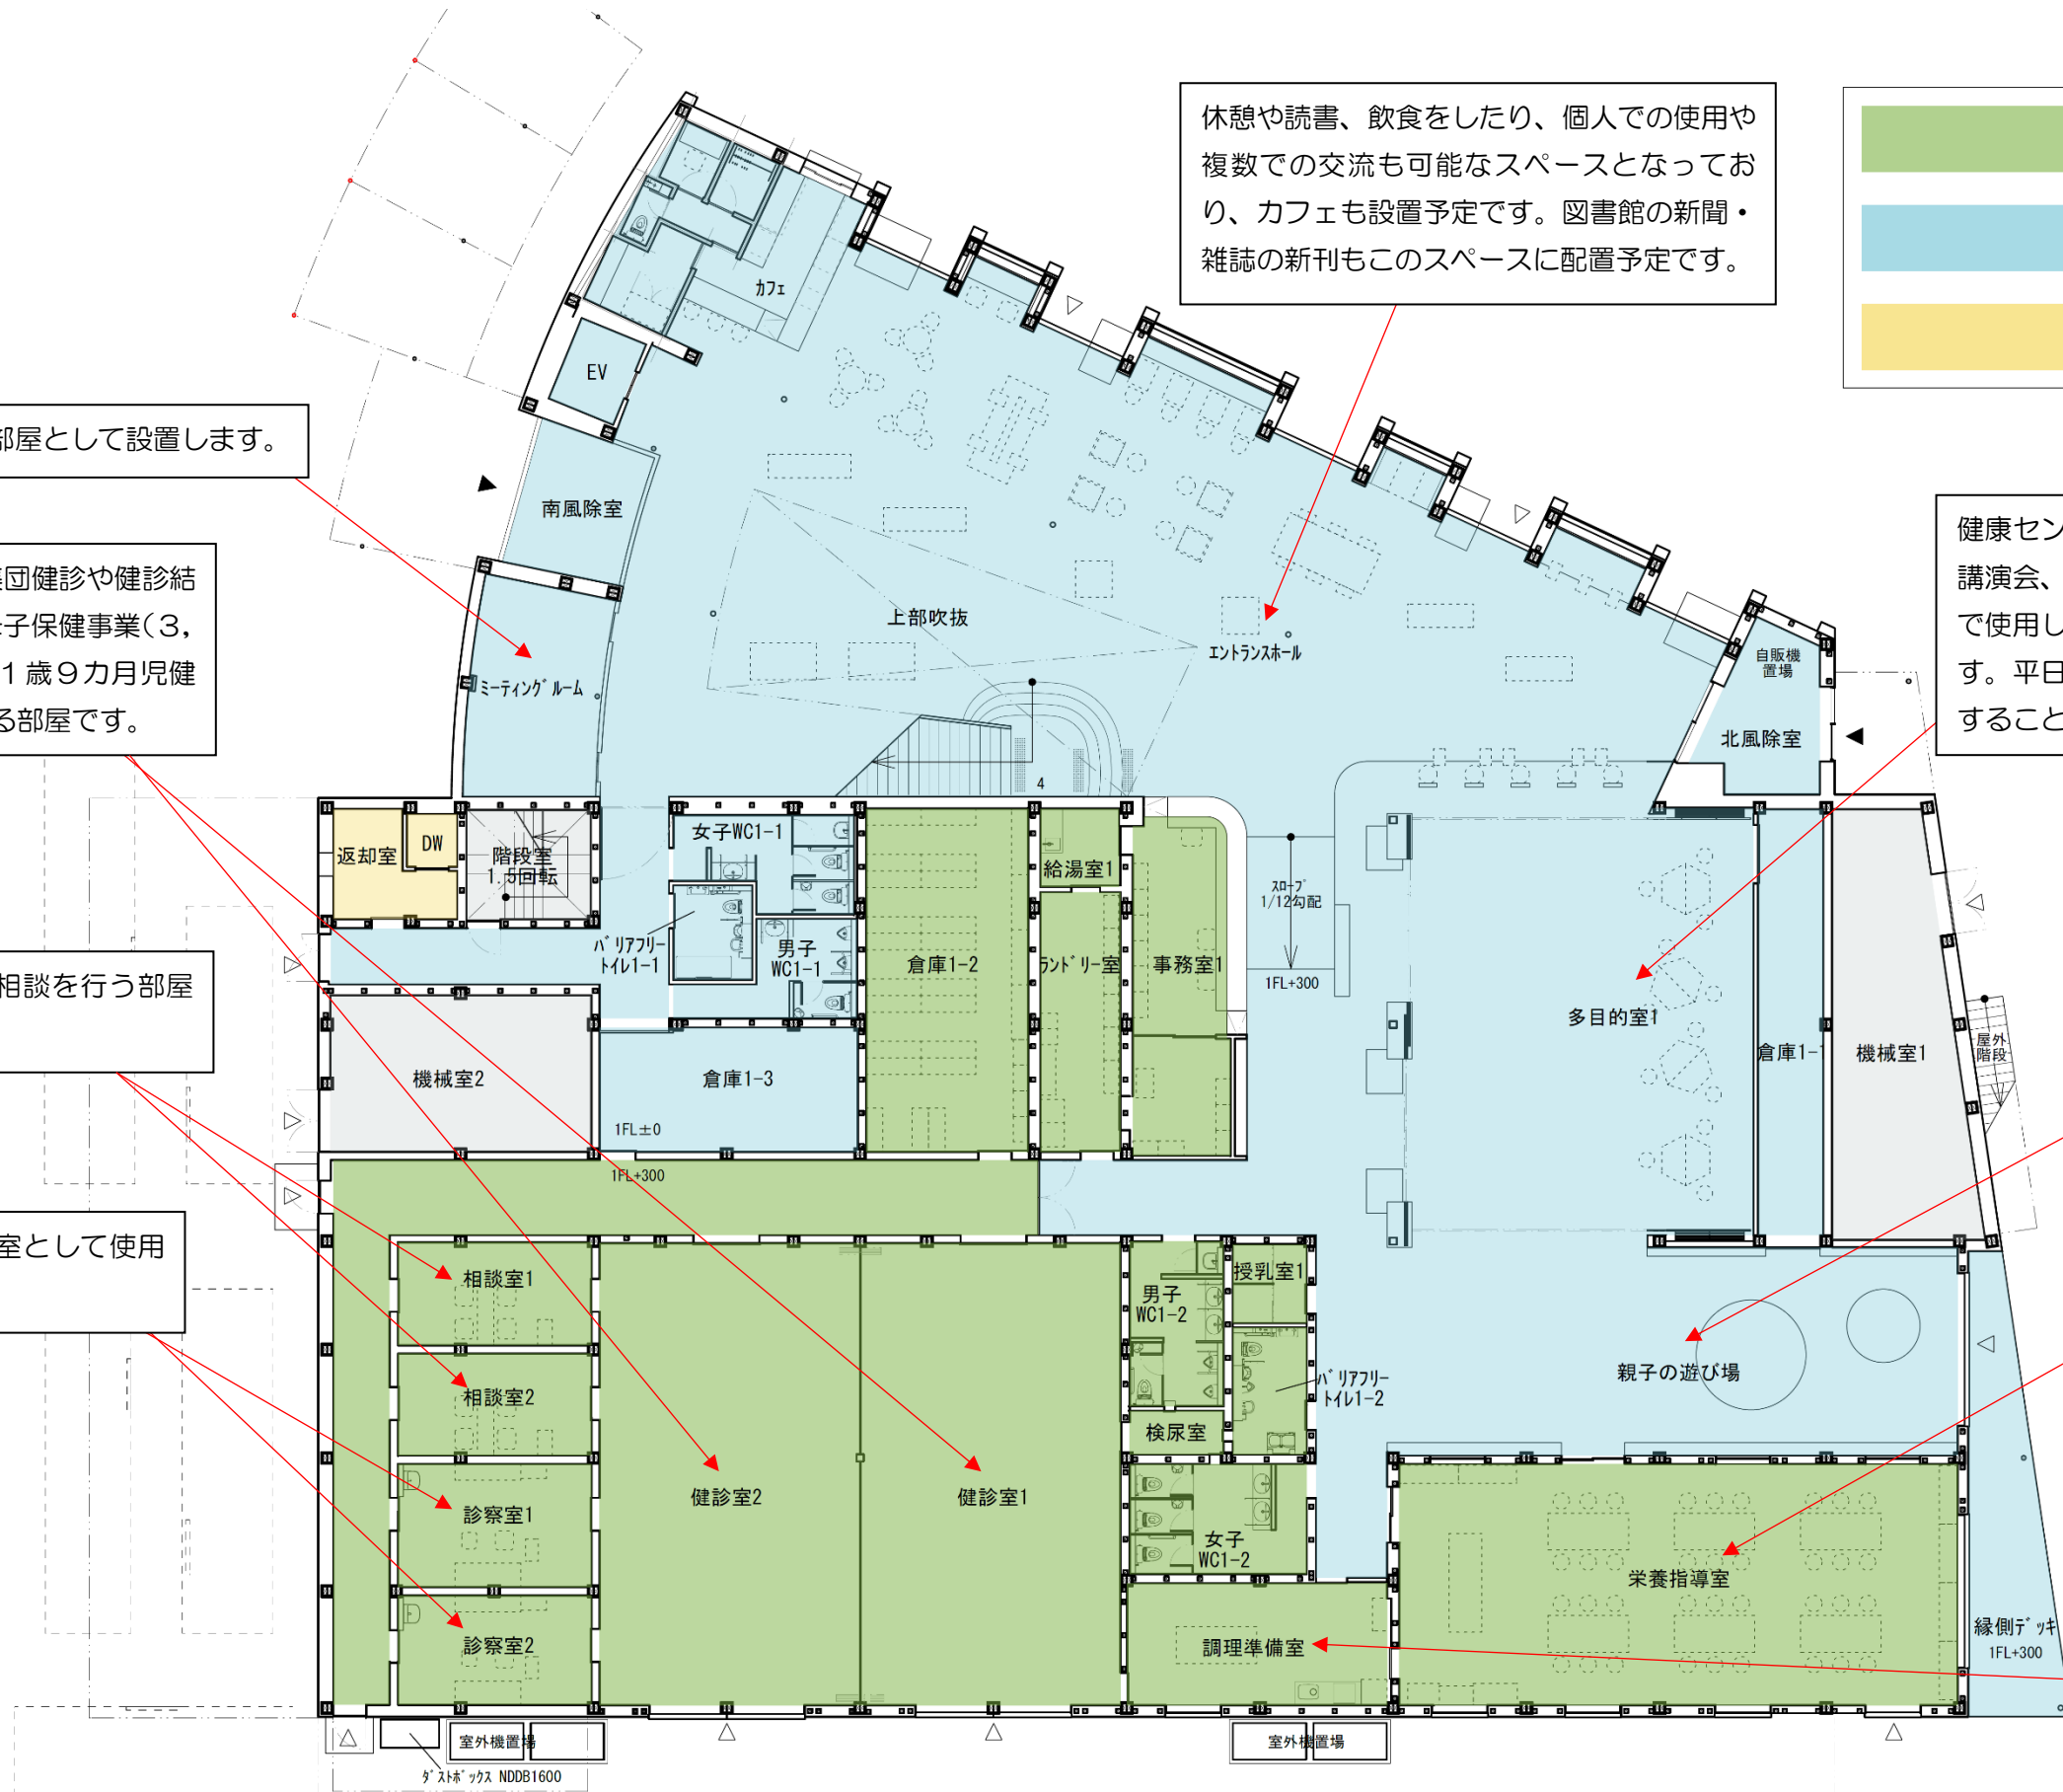 休憩や読書、飲食をしたり、個人での使用や
複数での交流も可能なスペースとなってお
り、カフェも設置予定です。図書館の新聞・
雑誌の新刊もこのスペースに配置予定です。
カフェ
EV
部屋として設置します。
南風除室
集団健診や健診結
子保健事業(3,
1歳9カ月児健
る部屋です。
健康セン
講演会、
で使用し
す。平日
すること
上部吹抜
エントランスホール
ミーティングルーム
自販機
置場
北風除室
4
返却室
DW
階段室
1.5回転
女子WC1-1
給湯室1
スロープ
1/12勾配
バリアフリー
トイレ1-1
男子
WC1-1
倉庫1-2
ランドリー室
事務室1
1FL+300
相談を行う部屋
多目的室1
機械室2
倉庫1-3
倉庫1-1
機械室1
屋外
階段
1FL±0
1FL+300
室として使用
相談室1
相談室2
診察室1
診察室2
健診室2
健診室1
男子
WC1-2
授乳室1
バリアフリー
トイレ1-2
検尿室
女子
WC1-2
親子の遊び場
栄養指導室
調理準備室
縁側デッキ
1FL+300
室外機置場
室外機置場
ダストボックス NDDB1600